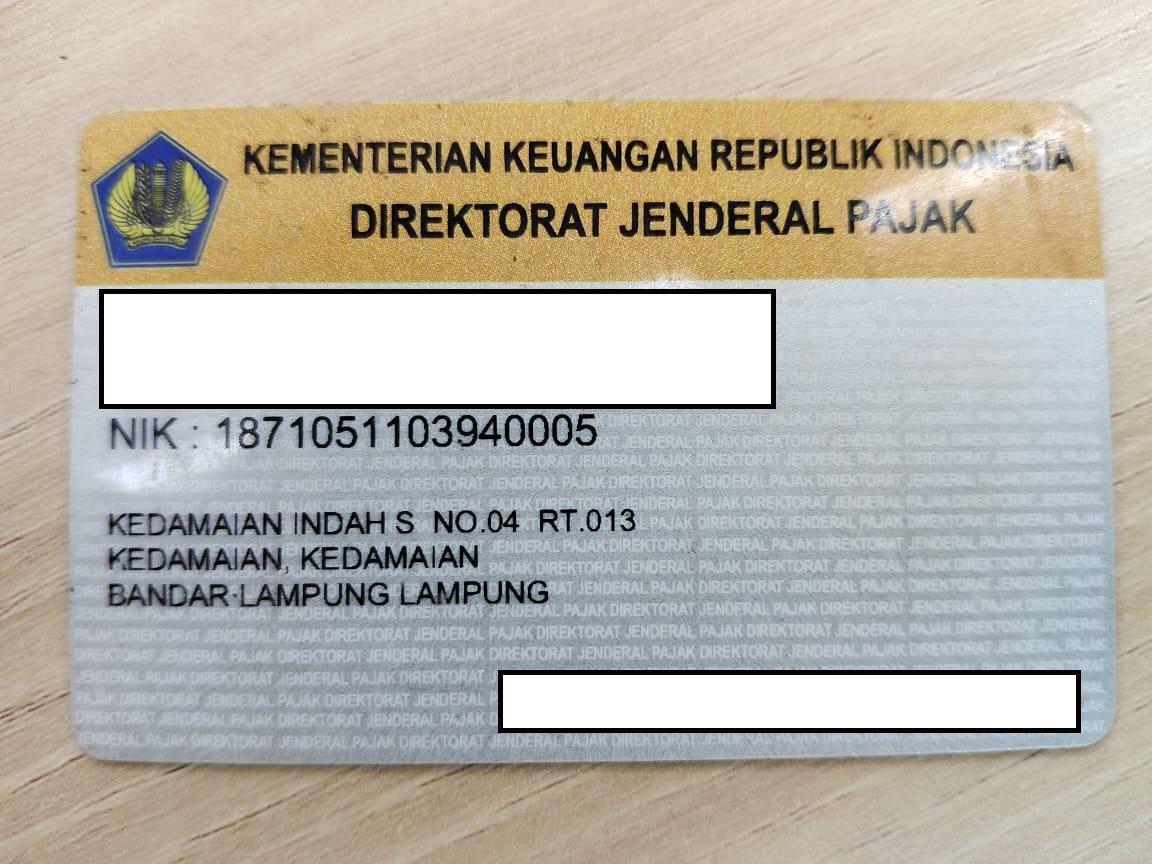 KEMENTERIAN KEUANGAN REPUBLIK INDONESIA
DIREKTORAT JENDERAL PAJAK
NIK : 1871051103940005
KEDAMAIAN INDAH S NO.04 RT.013
KEDAMAIAN, KEDAMAIAN
BANDAR LAMPUNG LAMPUNG